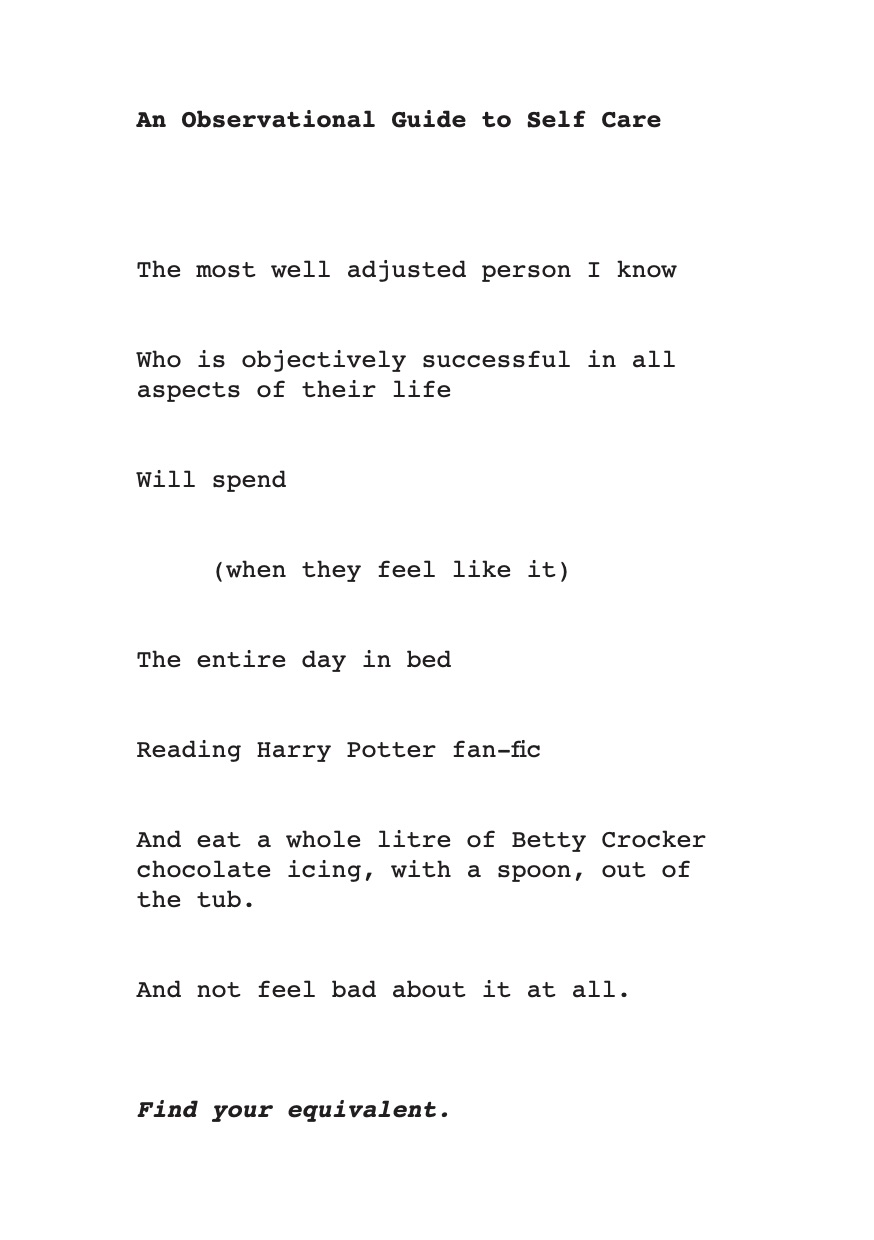 An Observational Guide to Self Care
The most well adjusted person I know
Who is objectively successful in all
aspects of their life
Will spend
(when they feel like it)
The entire day in bed
Reading Harry Potter fan-fic
And eat a whole litre of Betty Crocker
chocolate icing, with a spoon, out of
the tub.
And not feel bad about it at all.
Find your equivalent.